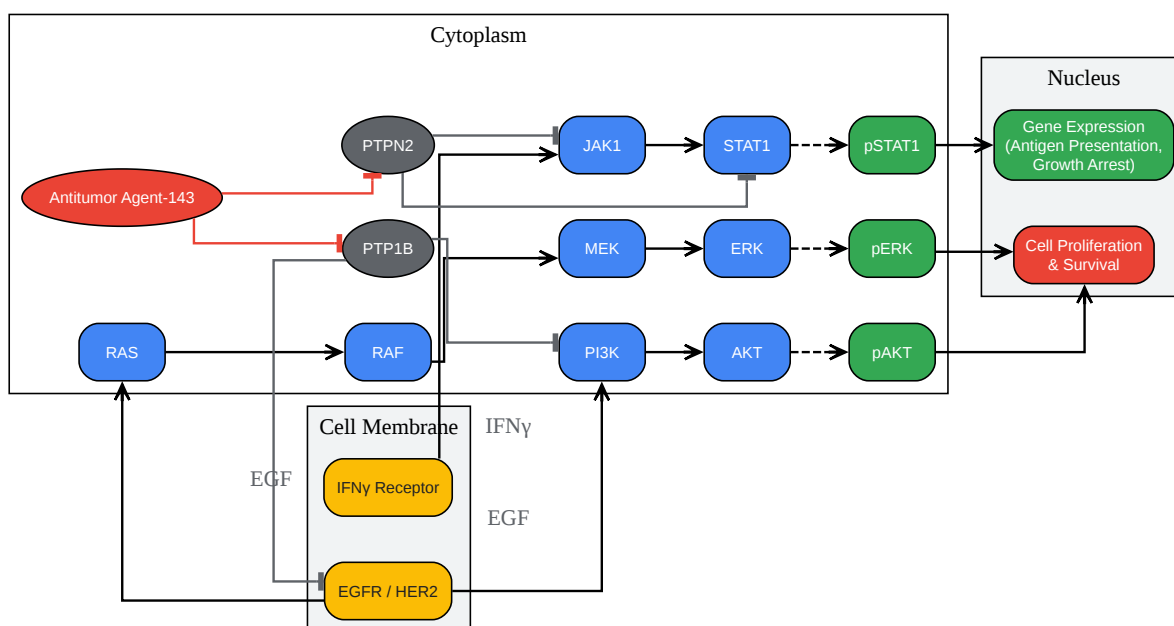 Cytoplasm
Nucleus
PTPN2
JAK1
STAT1
pSTAT1
Gene Expression
(Antigen Presentation,
Growth Arrest)
Antitumor Agent-143
PTP1B
MEK
ERK
pERK
Cell Proliferation
& Survival
RAS
RAF
PI3K
AKT
pAKT
Cell Membrane
IFNγ
EGF
IFNγ Receptor
EGF
EGFR / HER2